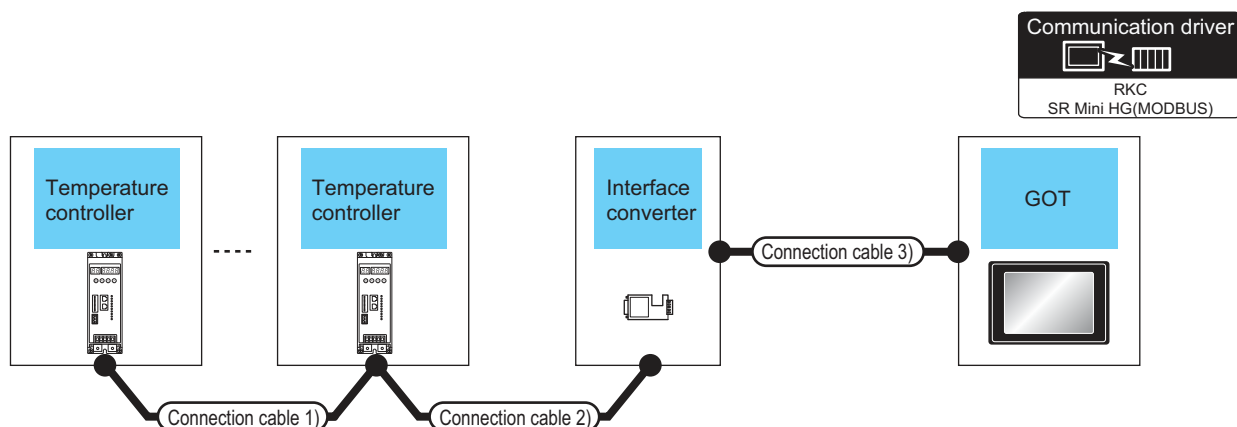 Communication driver
RKC
SR Mini HG(MODBUS)
Temperature
controller
Temperature
controller
Interface
converter
GOT
Connection cable 3)
Connection cable 1)
Connection cable 2)